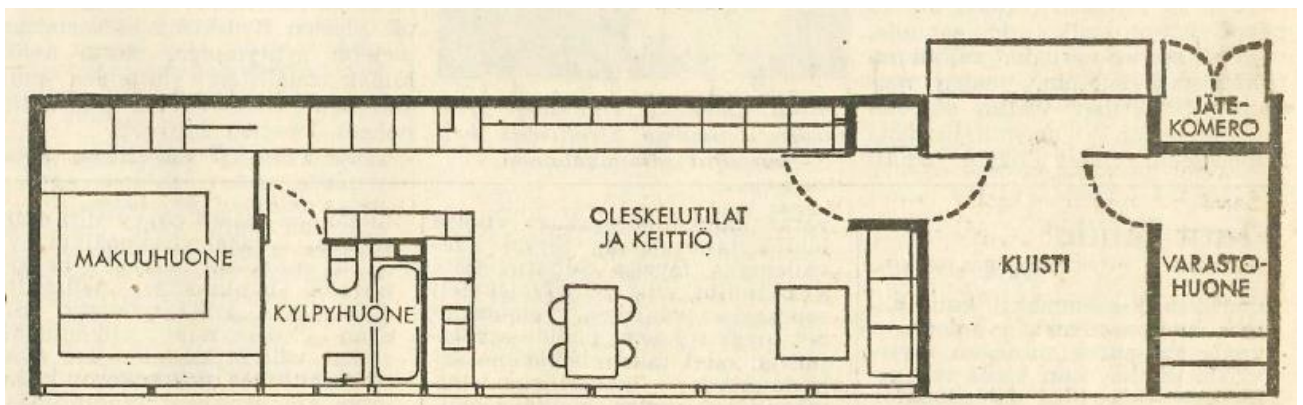 JÄTE-
KOMERO
OLESKELUTILAT
JA KEITTIÖ
MAKUUHUONE
KUISTI
VARASTO-
HUONE
KYLPYHUONE